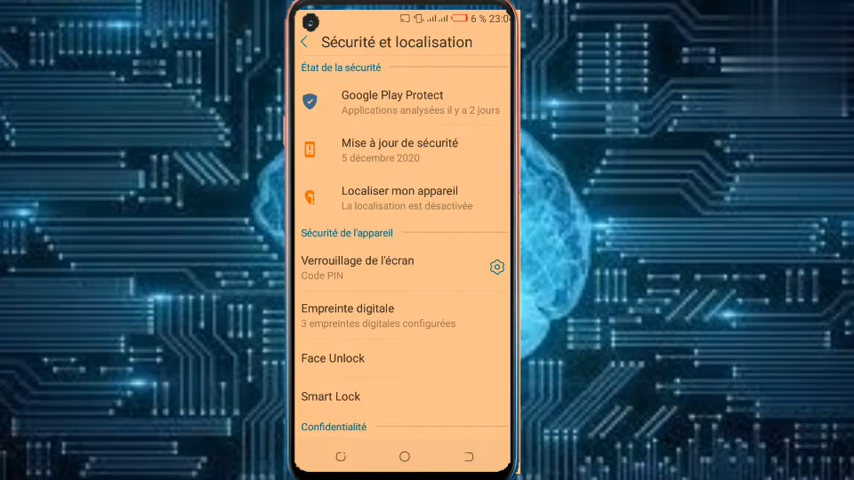 6 % 23:0
Sécurité et localisation
État de la sécurité
Google Play Protect
Applications analysées il y a 2 jours
Mise à jour de sécurité
5 décembre 2020
Localiser mon appareil
La localisation est désactivée
Sécurité de l'appareil
Verrouillage de l'écran
Code PIN
Empreinte digitale
3 empreintes digitales configurées
Face Unlock
Smart Lock
Confidentialité